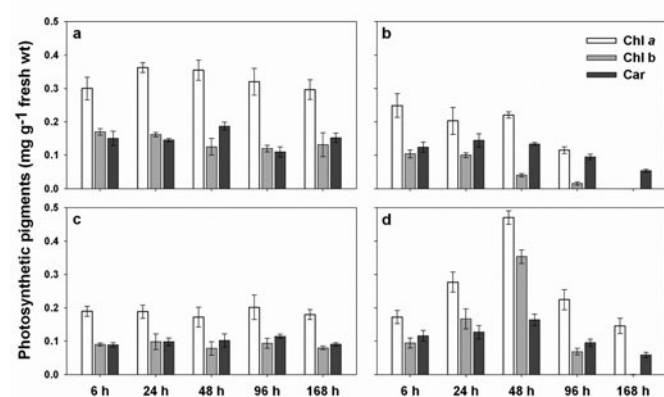 Photosynthetic pigments (mg g-1 fresh wt)
0.5
0.4
0.3
0.2
0.1
0.0
a
b
Chl a
Chl b
Car
0.5
0.4
0.3
0.2
0.1
0.0
c
d
6 h 24 h 48 h 96 h 168 h 6 h 24 h 48 h 96 h 168 h